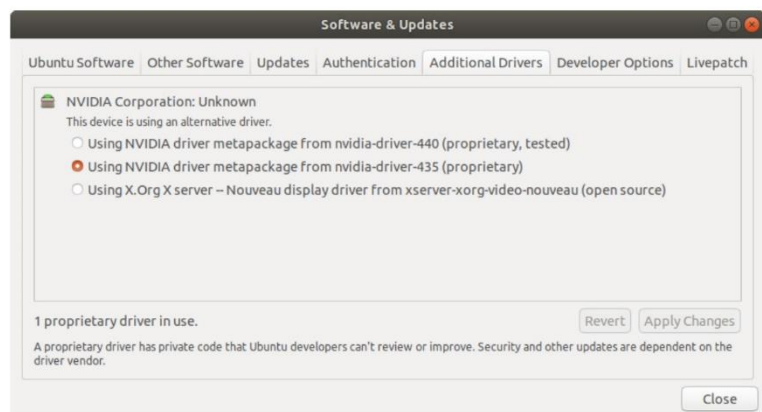 Software & Updates
Ubuntu Software Other Software Updates Authentication Additional Drivers Developer Options Livepatch
NVIDIA Corporation: Unknown
This device is using an alternative driver.
Using NVIDIA driver metapackage from nvidia-driver-440 (proprietary, tested)
Using NVIDIA driver metapackage from nvidia-driver-435 (proprietary)
Using X.Org X server -- Nouveau display driver from xserver-xorg-video-nouveau (open source)
1 proprietary driver in use.
Revert Apply Changes
A proprietary driver has private code that Ubuntu developers can't review or improve. Security and other updates are dependent on the
driver vendor.
Close